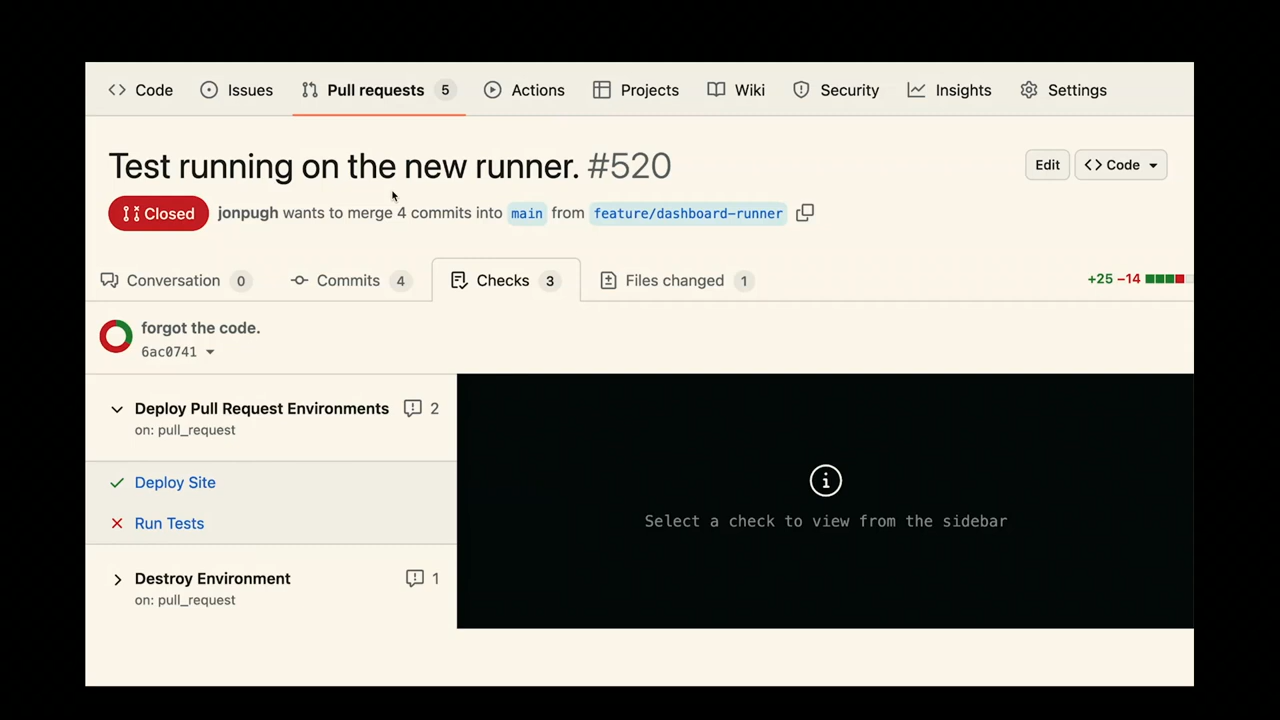 Code Issues Pull requests 5 Actions Projects Wiki Security Insights Settings
Test running on the new runner. #520
Edit Code
Closed jonpugh wants to merge 4 commits into main from feature/dashboard-runner
Conversation 0 Commits 4 Checks 3 Files changed 1 +25 −14
forgot the code.
6ac0741
Deploy Pull Request Environments 2
on: pull_request
Deploy Site
Run Tests
Destroy Environment 1
on: pull_request
Select a check to view from the sidebar